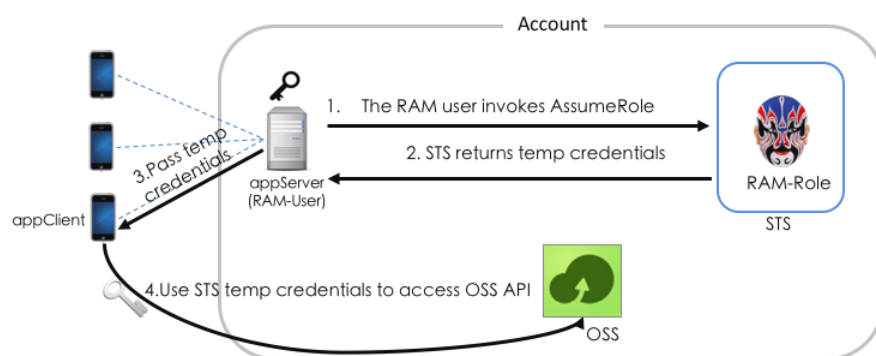 Account
1. The RAM user invokes AssumeRole
2. STS returns temp credentials
3.Pass temp
credentials
appServer
(RAM-User)
RAM-Role
STS
appClient
4.Use STS temp credentials to access OSS API
OSS